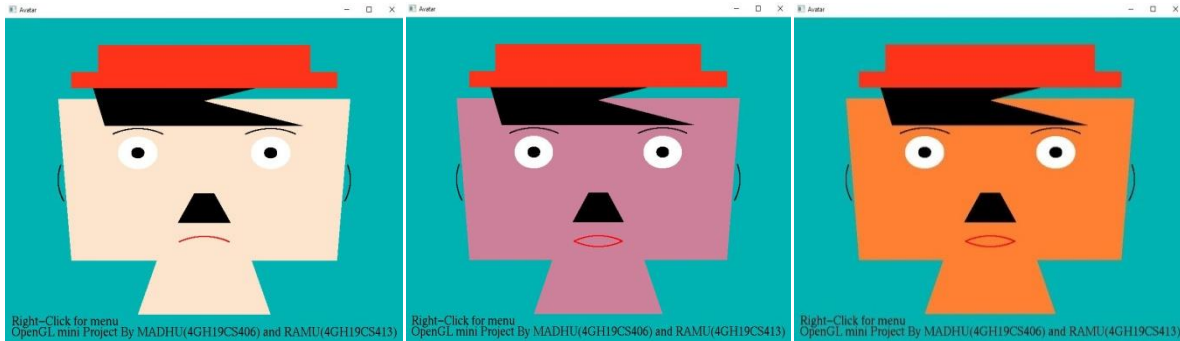 Avatar
Right-Click for menu
OpenGL mini Project By MADHU(4GH19CS406) and RAMU(4GH19CS413)
Avatar
Right-Click for menu
OpenGL mini Project By MADHU(4GH19CS406) and RAMU(4GH19CS413)
Avatar
Right-Click for menu
OpenGL mini Project By MADHU(4GH19CS406) and RAMU(4GH19CS413)